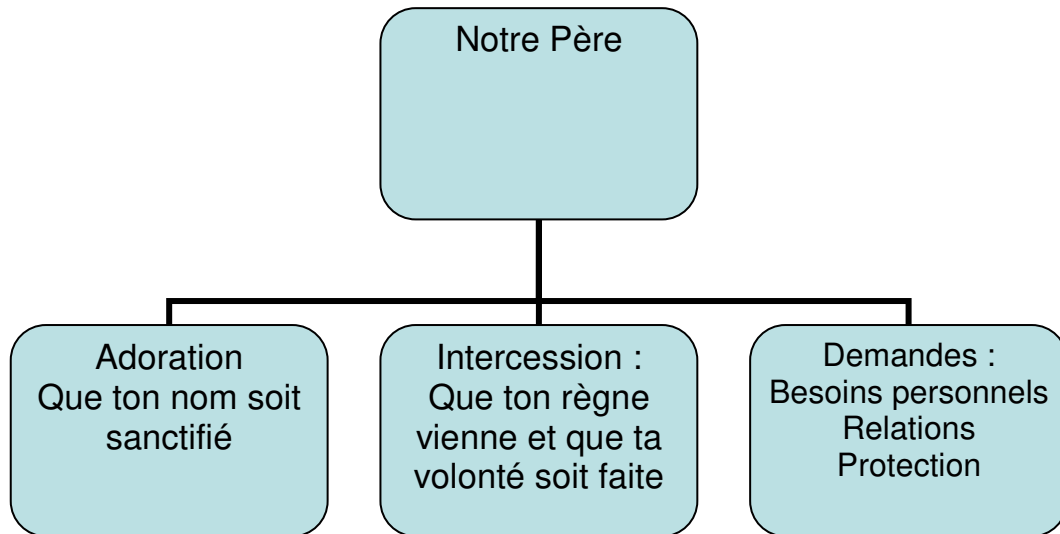 Notre Père
Adoration
Que ton nom soit
sanctifié
Intercession :
Que ton règne
vienne et que ta
volonté soit faite
Demandes :
Besoins personnels
Relations
Protection